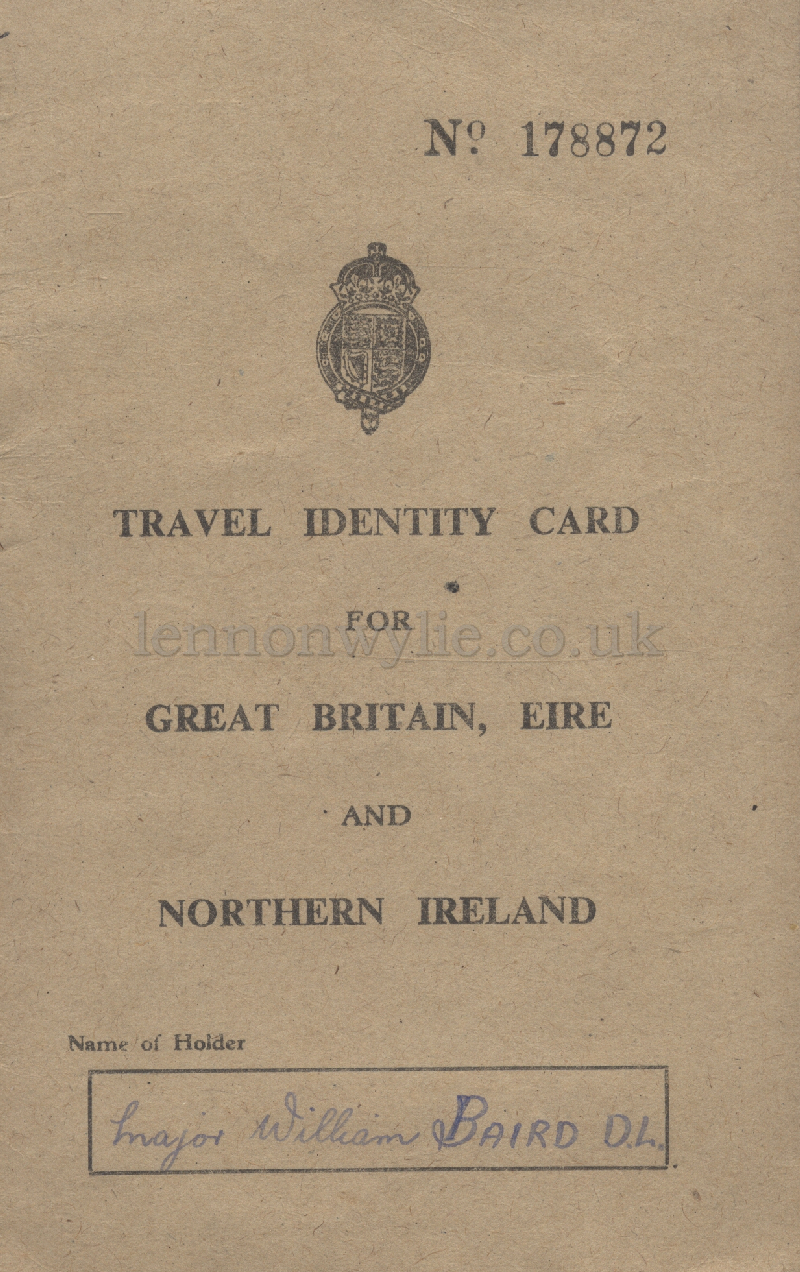 Nº 178872
TRAVEL IDENTITY CARD
FOR
lennonwylie.co.uk
GREAT BRITAIN, EIRE
AND
NORTHERN IRELAND
Name of Holder
Major William BAIRD D.L.